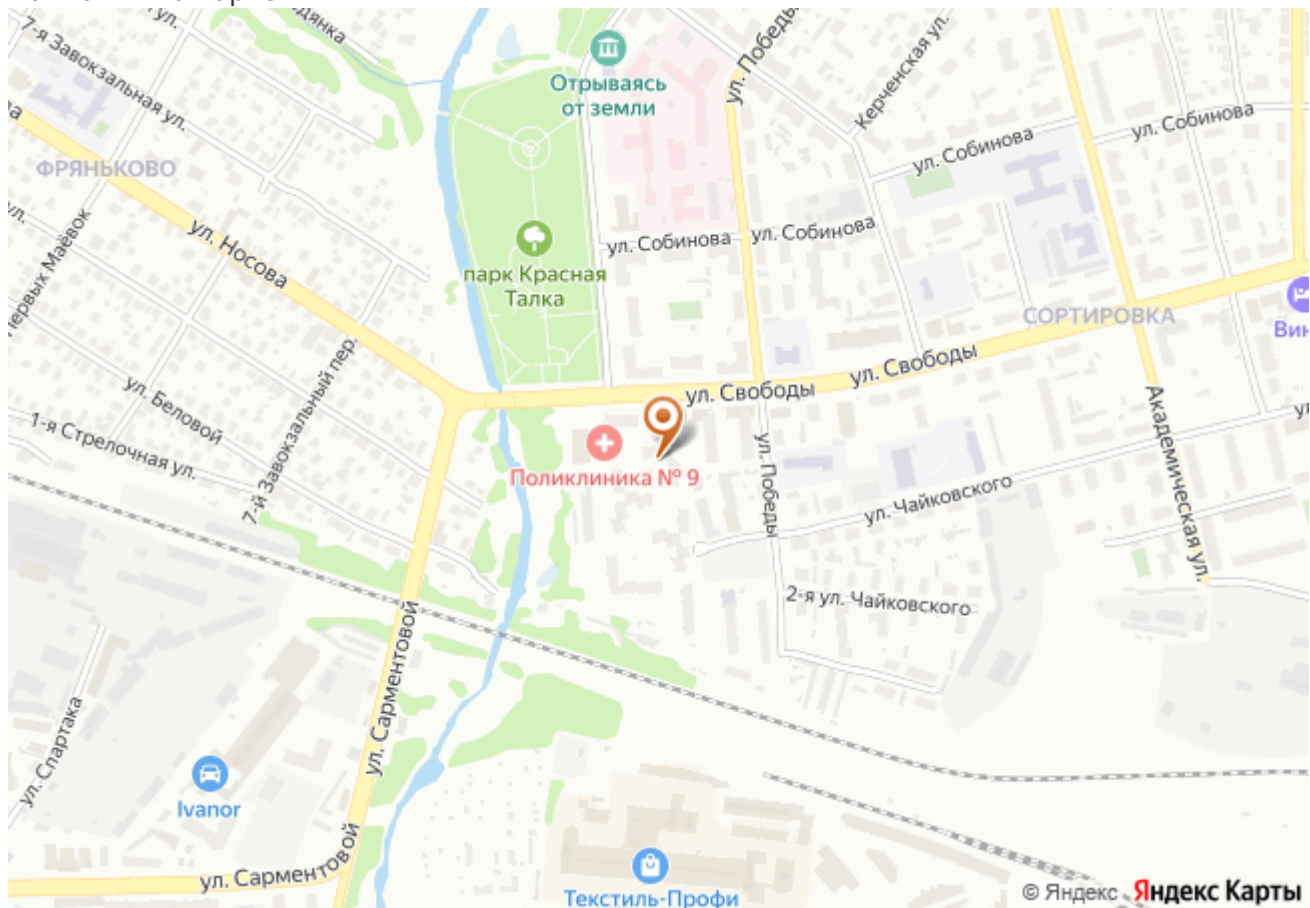 7-я Завокзальная ул.
Отрываясь
от земли
ул. Победы
Керченская ул.
ул. Собинова
ул. Собинова
ФРЯНЬКОВО
ул. Носова
ул. Собинова
ул. Собинова
парк Красная
Талка
Первых Маёвок
СОРТИРОВКА
Вин
ул. Свободы
ул. Свободы
7-й Завокзальный пер.
ул. Беловой
1-я Стрелочная ул.
Поликлиника № 9
ул. Победы
ул. Чайковского
Академическая ул.
2-я ул. Чайковского
ул. Сарментовой
ул. Спартака
Ivanor
ул. Сарментовой
Текстиль-Профи
© Яндекс Яндекс Карты